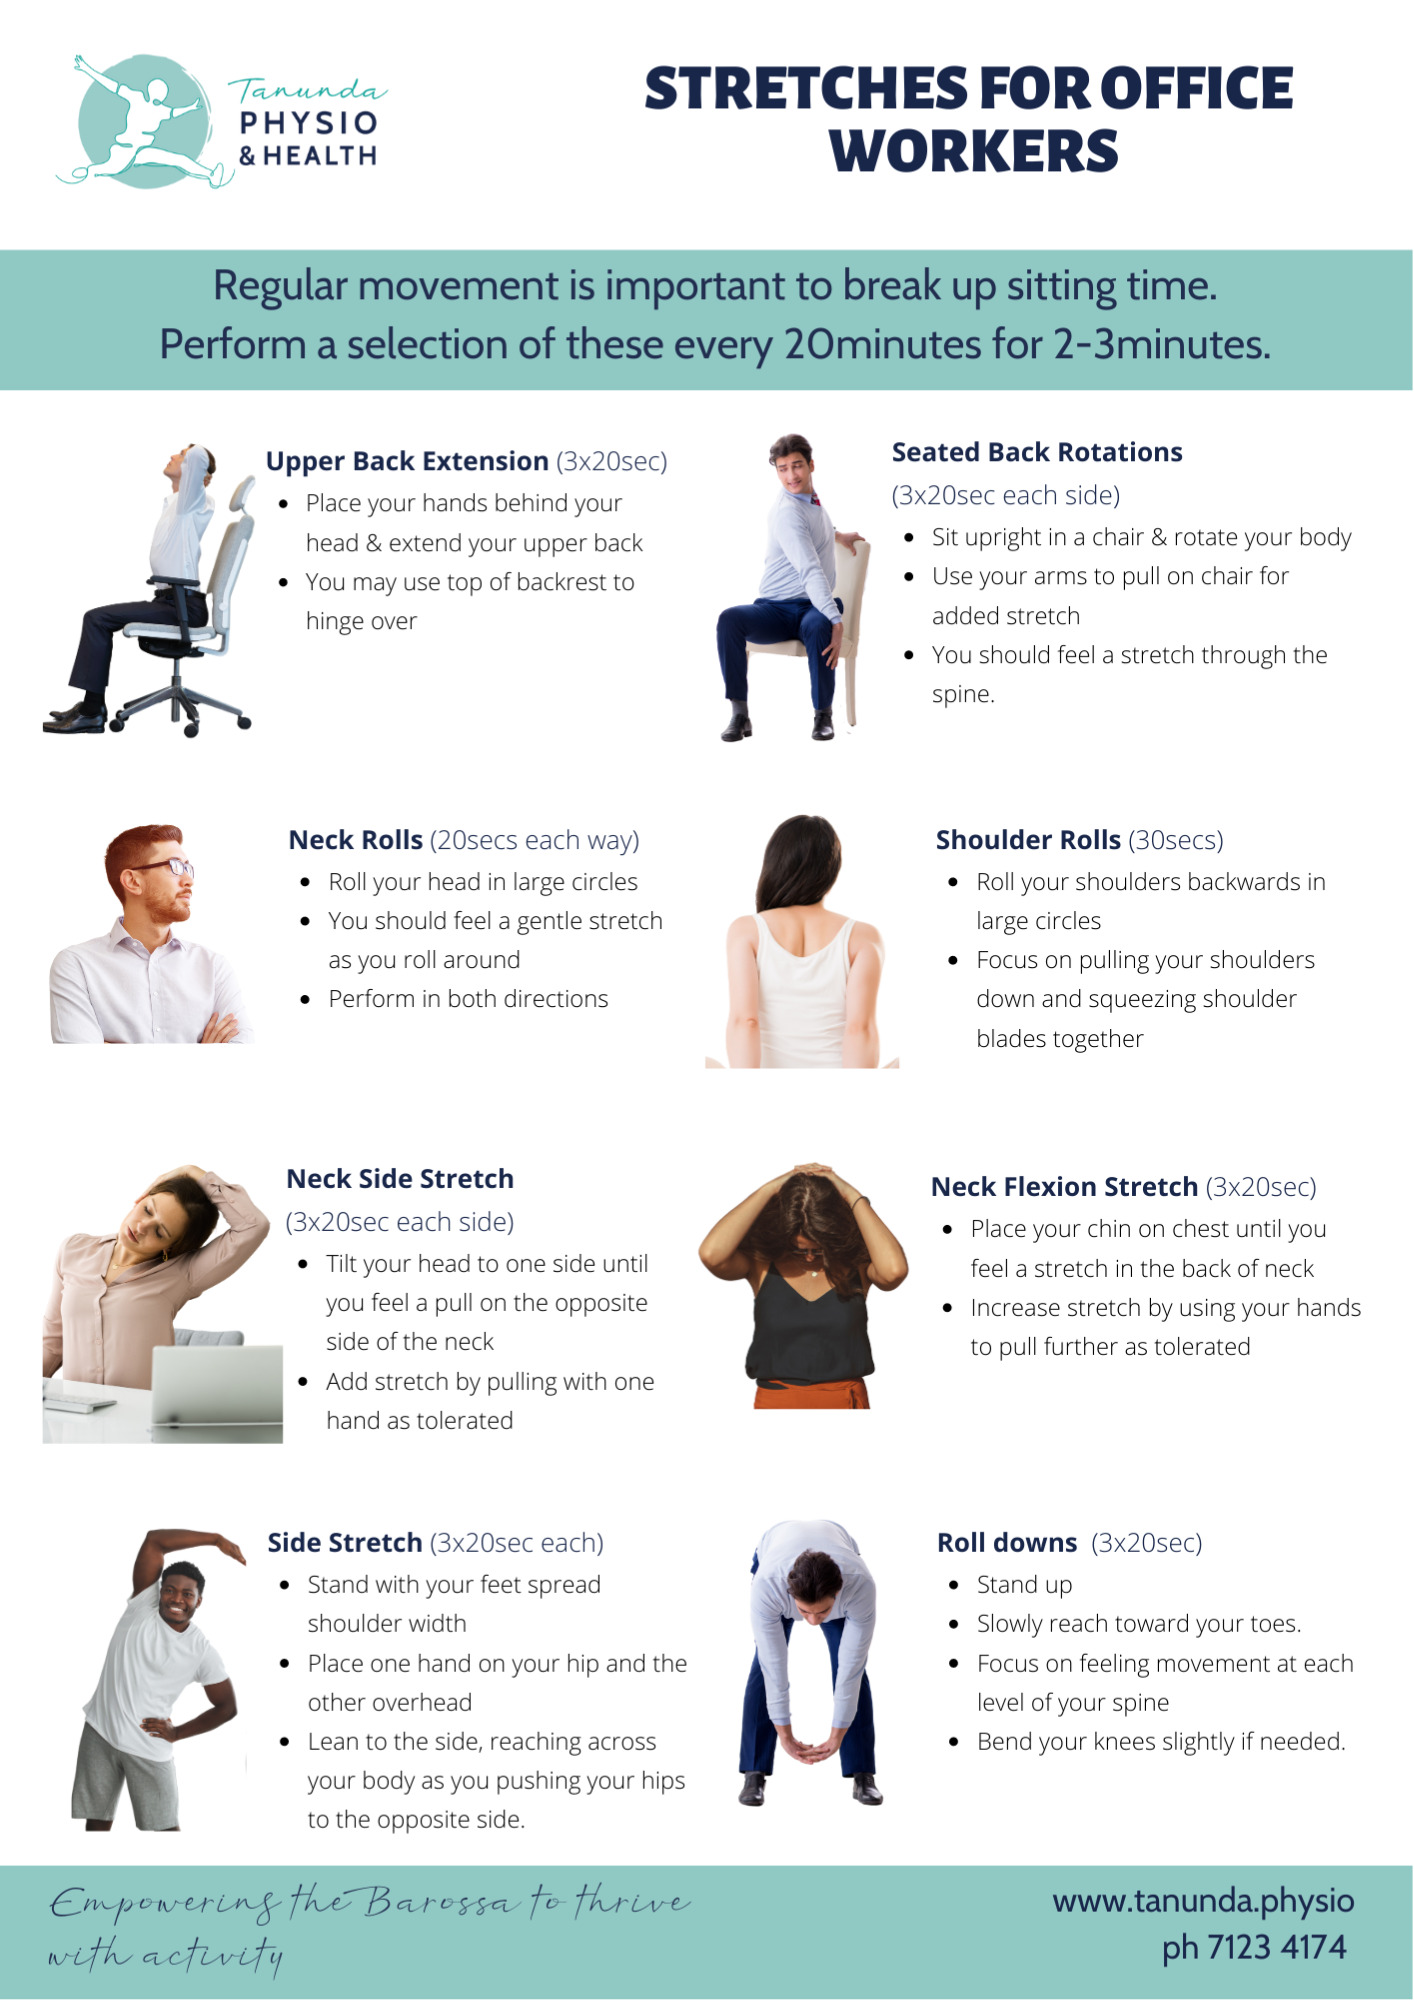 Tanunda
PHYSIO
& HEALTH
STRETCHES FOR OFFICE
WORKERS
Regular movement is important to break up sitting time.
Perform a selection of these every 20minutes for 2-3minutes.
Upper Back Extension (3x20sec)
• Place your hands behind your
head & extend your upper back
• You may use top of backrest to
hinge over
Seated Back Rotations
(3x20sec each side)
• Sit upright in a chair & rotate your body
• Use your arms to pull on chair for
added stretch
• You should feel a stretch through the
spine.
Neck Rolls (20secs each way)
• Roll your head in large circles
• You should feel a gentle stretch
as you roll around
• Perform in both directions
Shoulder Rolls (30secs)
• Roll your shoulders backwards in
large circles
• Focus on pulling your shoulders
down and squeezing shoulder
blades together
Neck Side Stretch
(3x20sec each side)
• Tilt your head to one side until
you feel a pull on the opposite
side of the neck
• Add stretch by pulling with one
hand as tolerated
Neck Flexion Stretch (3x20sec)
• Place your chin on chest until you
feel a stretch in the back of neck
• Increase stretch by using your hands
to pull further as tolerated
Side Stretch (3x20sec each)
• Stand with your feet spread
shoulder width
• Place one hand on your hip and the
other overhead
• Lean to the side, reaching across
your body as you pushing your hips
to the opposite side.
Roll downs (3x20sec)
• Stand up
• Slowly reach toward your toes.
• Focus on feeling movement at each
level of your spine
• Bend your knees slightly if needed.
Empowering the Barossa to thrive
with activity
www.tanunda.physio
ph 7123 4174